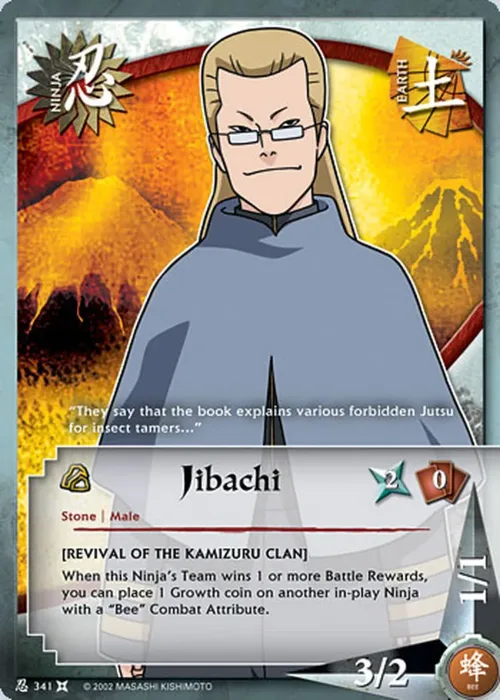 NINJA
忍
EARTH
土
"They say that the book explains various forbidden Jutsu
for insect tamers..."
Jibachi
2
0
Stone | Male
[REVIVAL OF THE KAMIZURU CLAN]
When this Ninja's Team wins 1 or more Battle Rewards,
you can place 1 Growth coin on another in-play Ninja
with a "Bee" Combat Attribute.
1/1
3/2
蜂
BEE
341
© 2002 MASASHI KISHIMOTO